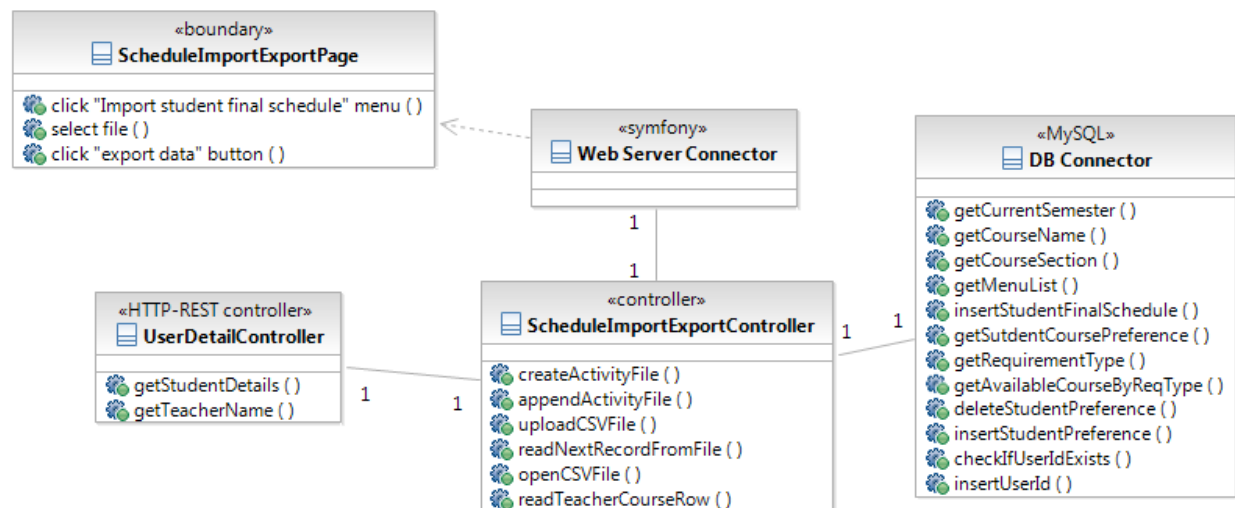 «boundary»
ScheduleImportExportPage
click "Import student final schedule" menu ( )
select file ( )
click "export data" button ( )
«symfony»
Web Server Connector
1
1
«MySQL»
DB Connector
getCurrentSemester ( )
getCourseName ( )
getCourseSection ( )
getMenuList ( )
insertStudentFinalSchedule ( )
getSutdentCoursePreference ( )
getRequirementType ( )
getAvailableCourseByReqType ( )
deleteStudentPreference ( )
insertStudentPreference ( )
checkIfUserIdExists ( )
insertUserId ( )
«HTTP-REST controller»
UserDetailController
getStudentDetails ( )
getTeacherName ( )
1
1
«controller»
ScheduleImportExportController
createActivityFile ( )
appendActivityFile ( )
uploadCSVFile ( )
readNextRecordFromFile ( )
openCSVFile ( )
readTeacherCourseRow ( )
1
1